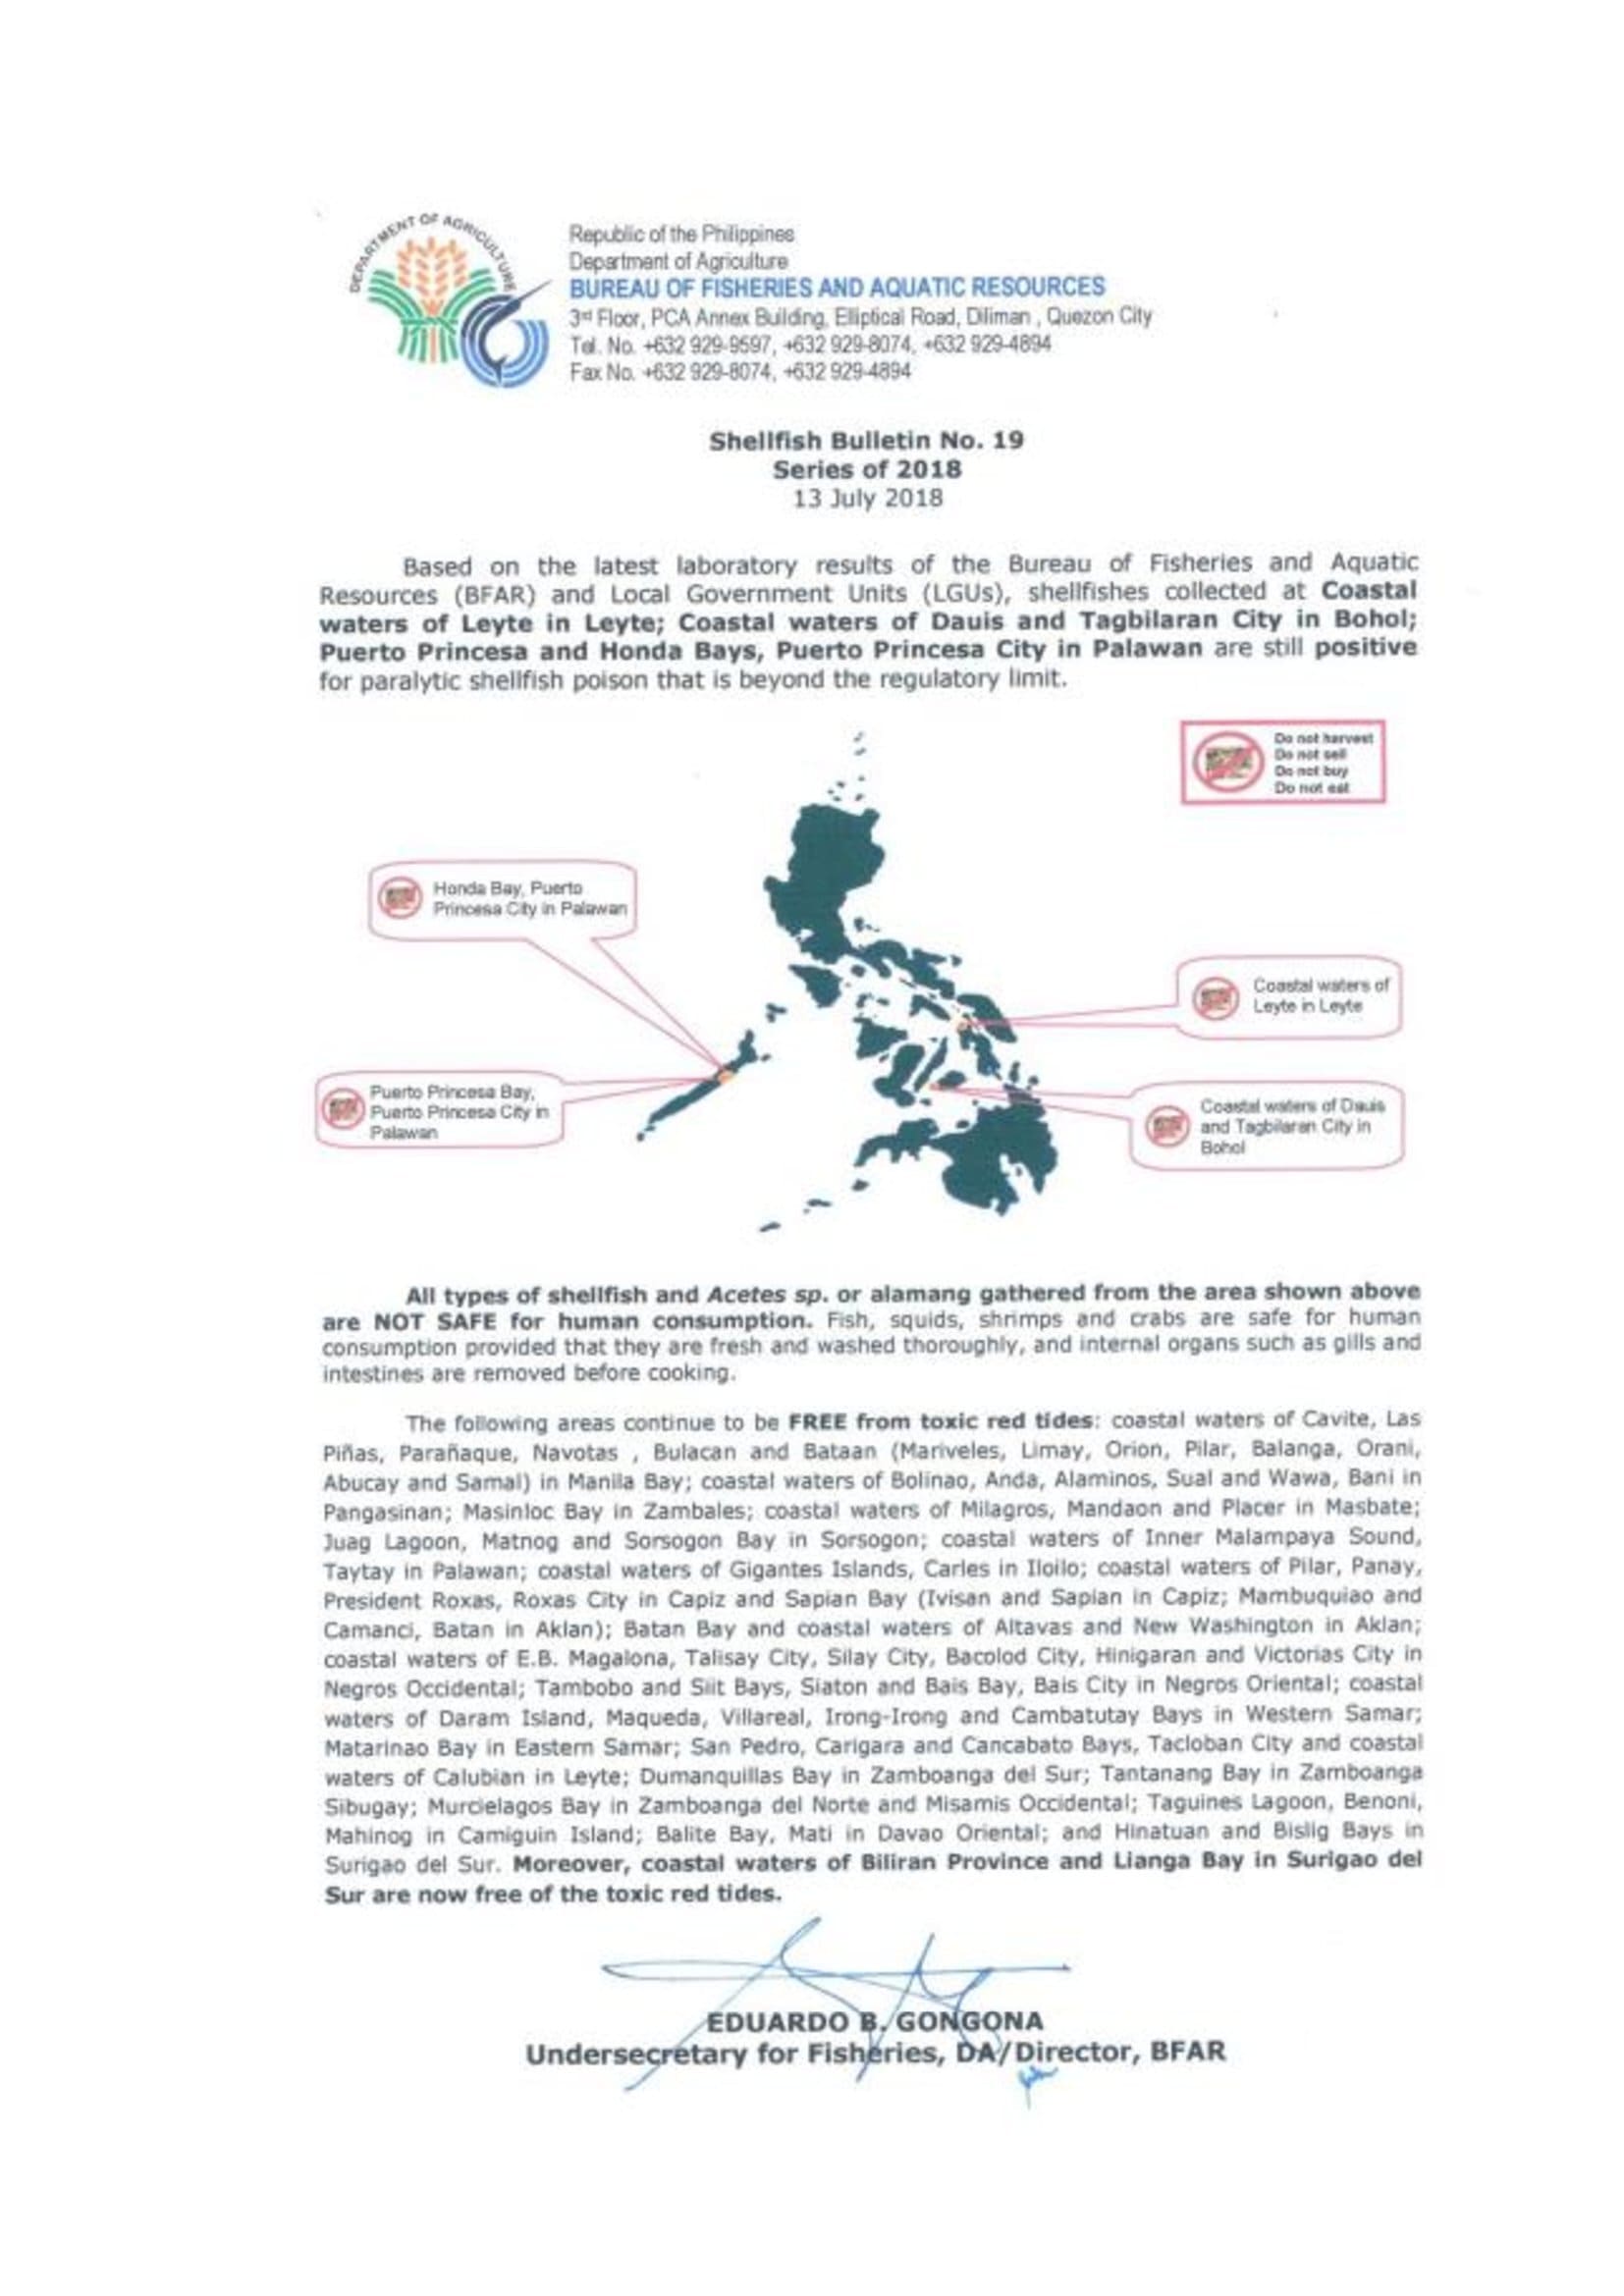 DEPARTMENT OF AGRICULTURE
Republic of the Philippines
Department of Agriculture
BUREAU OF FISHERIES AND AQUATIC RESOURCES
3rd Floor, PCA Annex Building, Elliptical Road, Diliman , Quezon City
Tel. No. +632 929-9597, +632 929-8074, +632 929-4894
Fax No. +632 929-8074, +632 929-4894
Shellfish Bulletin No. 19
Series of 2018
13 July 2018
Based on the latest laboratory results of the Bureau of Fisheries and Aquatic
Resources (BFAR) and Local Government Units (LGUs), shellfishes collected at Coastal
waters of Leyte in Leyte; Coastal waters of Dauis and Tagbilaran City in Bohol;
Puerto Princesa and Honda Bays, Puerto Princesa City in Palawan are still positive
for paralytic shellfish poison that is beyond the regulatory limit.
Do not harvest
Do not sell
Do not buy
Do not eat
Honda Bay, Puerto
Princesa City in Palawan
Coastal waters of
Leyte in Leyte
Puerto Princesa Bay,
Puerto Princesa City in
Palawan
Coastal waters of Dauis
and Tagbilaran City in
Bohol
All types of shellfish and Acetes sp. or alamang gathered from the area shown above
are NOT SAFE for human consumption. Fish, squids, shrimps and crabs are safe for human
consumption provided that they are fresh and washed thoroughly, and internal organs such as gills and
intestines are removed before cooking.
The following areas continue to be FREE from toxic red tides: coastal waters of Cavite, Las
Piñas, Parañaque, Navotas , Bulacan and Bataan (Mariveles, Limay, Orion, Pilar, Balanga, Orani,
Abucay and Samal) in Manila Bay; coastal waters of Bolinao, Anda, Alaminos, Sual and Wawa, Bani in
Pangasinan; Masinloc Bay in Zambales; coastal waters of Milagros, Mandaon and Placer in Masbate;
Juag Lagoon, Matnog and Sorsogon Bay in Sorsogon; coastal waters of Inner Malampaya Sound,
Taytay in Palawan; coastal waters of Gigantes Islands, Carles in Iloilo; coastal waters of Pilar, Panay,
President Roxas, Roxas City in Capiz and Sapian Bay (Ivisan and Sapian in Capiz; Mambuquiao and
Camanci, Batan in Aklan); Batan Bay and coastal waters of Altavas and New Washington in Aklan;
coastal waters of E.B. Magalona, Talisay City, Silay City, Bacolod City, Hinigaran and Victorias City in
Negros Occidental; Tambobo and Siit Bays, Siaton and Bais Bay, Bais City in Negros Oriental; coastal
waters of Daram Island, Maqueda, Villareal, Irong-Irong and Cambatutay Bays in Western Samar;
Matarinao Bay in Eastern Samar; San Pedro, Carigara and Cancabato Bays, Tacloban City and coastal
waters of Calubian in Leyte; Dumanquillas Bay in Zamboanga del Sur; Tantanang Bay in Zamboanga
Sibugay; Murcielagos Bay in Zamboanga del Norte and Misamis Occidental; Taguines Lagoon, Benoni,
Mahinog in Camiguin Island; Balite Bay, Mati in Davao Oriental; and Hinatuan and Bislig Bays in
Surigao del Sur. Moreover, coastal waters of Biliran Province and Lianga Bay in Surigao del
Sur are now free of the toxic red tides.
EDUARDO B. GONGONA
Undersecretary for Fisheries, DA/Director, BFAR